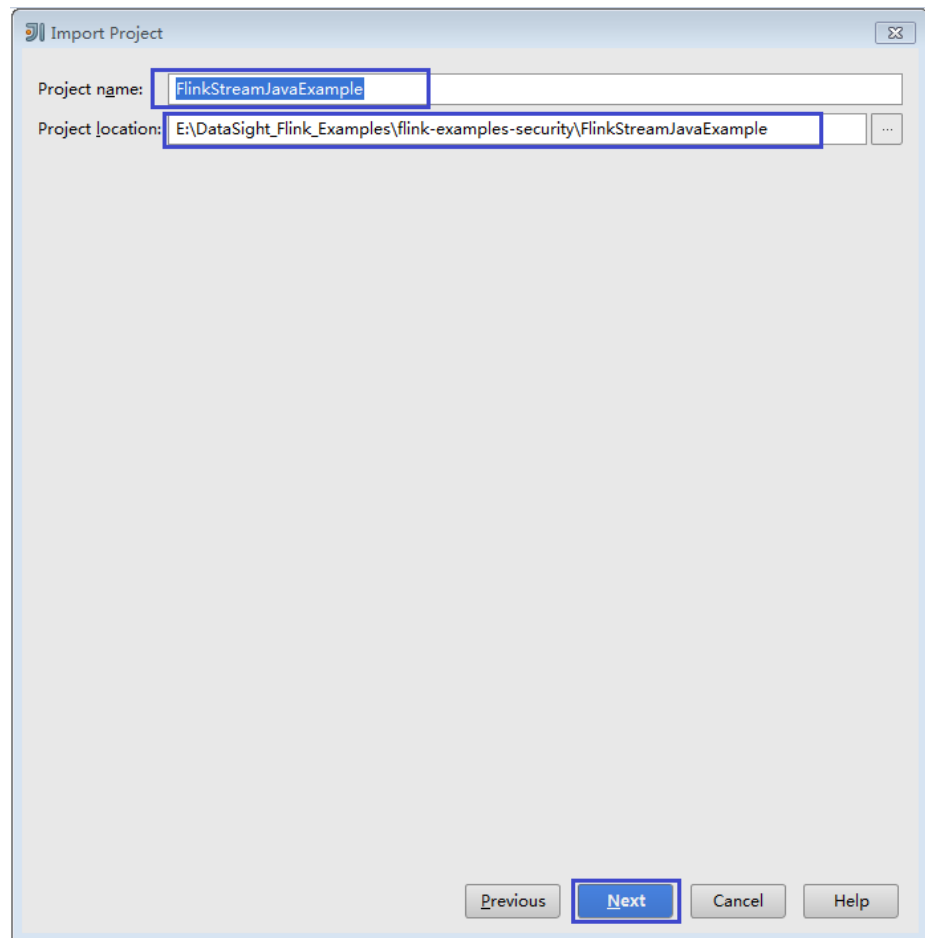 Import Project
Project name: FlinkStreamJavaExample
Project location: E:\DataSight_Flink_Examples\flink-examples-security\FlinkStreamJavaExample ...
Previous Next Cancel Help